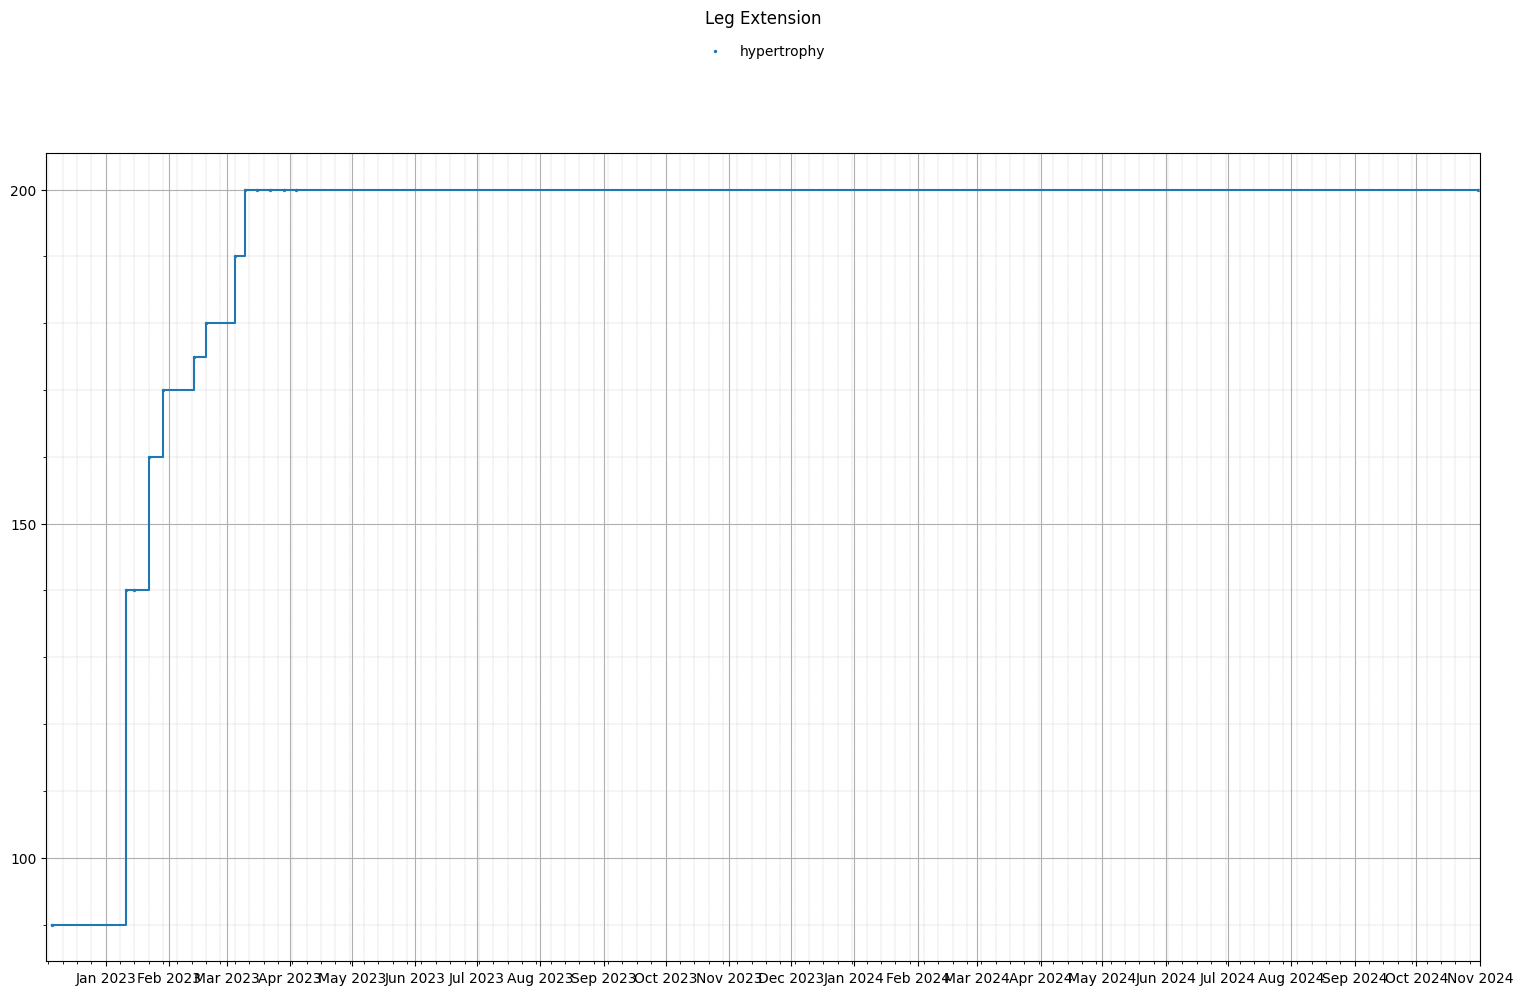 Leg Extension
hypertrophy
200
150
100
Jan 2023 Feb 2023 Mar 2023 Apr 2023 May 2023 Jun 2023 Jul 2023 Aug 2023 Sep 2023 Oct 2023 Nov 2023 Dec 2023 Jan 2024 Feb 2024 Mar 2024 Apr 2024 May 2024 Jun 2024 Jul 2024 Aug 2024 Sep 2024 Oct 2024 Nov 2024